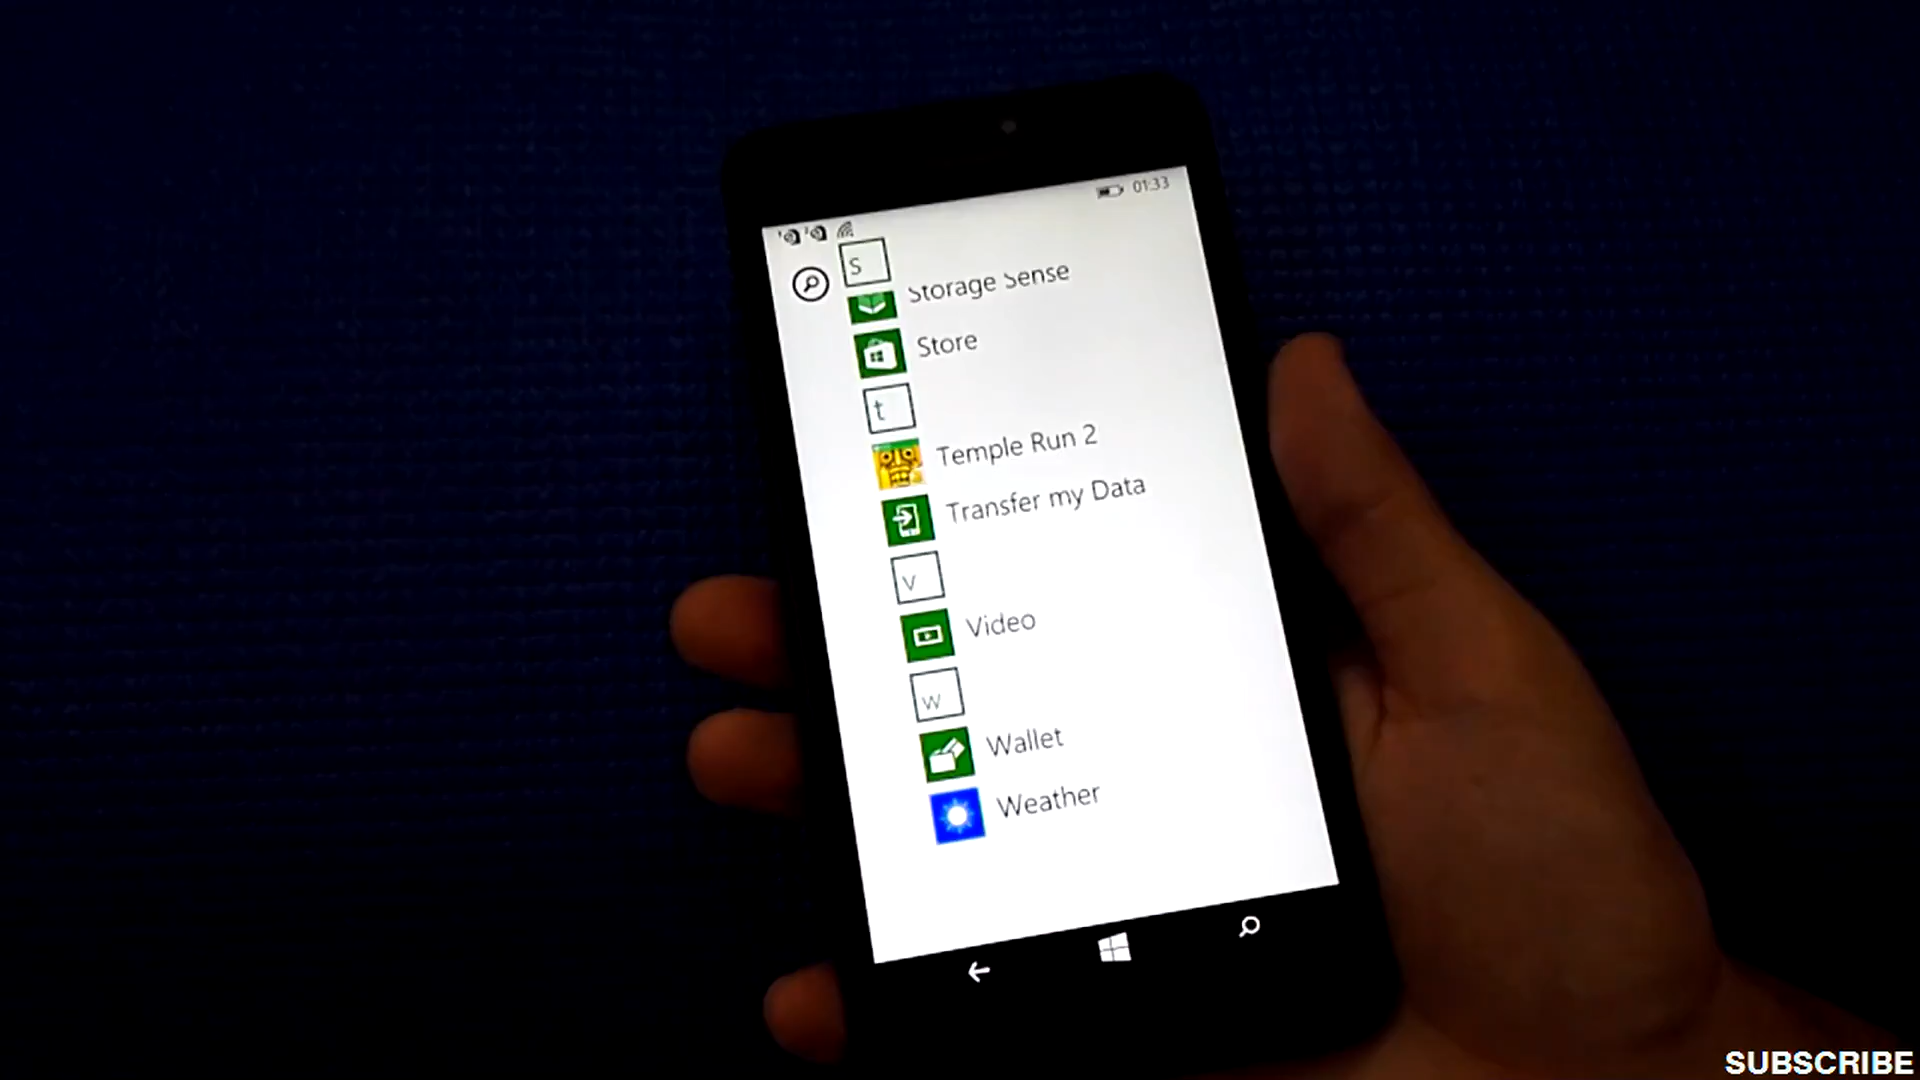 01:33
s
Storage Sense
Store
t
Temple Run 2
Transfer my Data
v
Video
w
Wallet
Weather
SUBSCRIBE